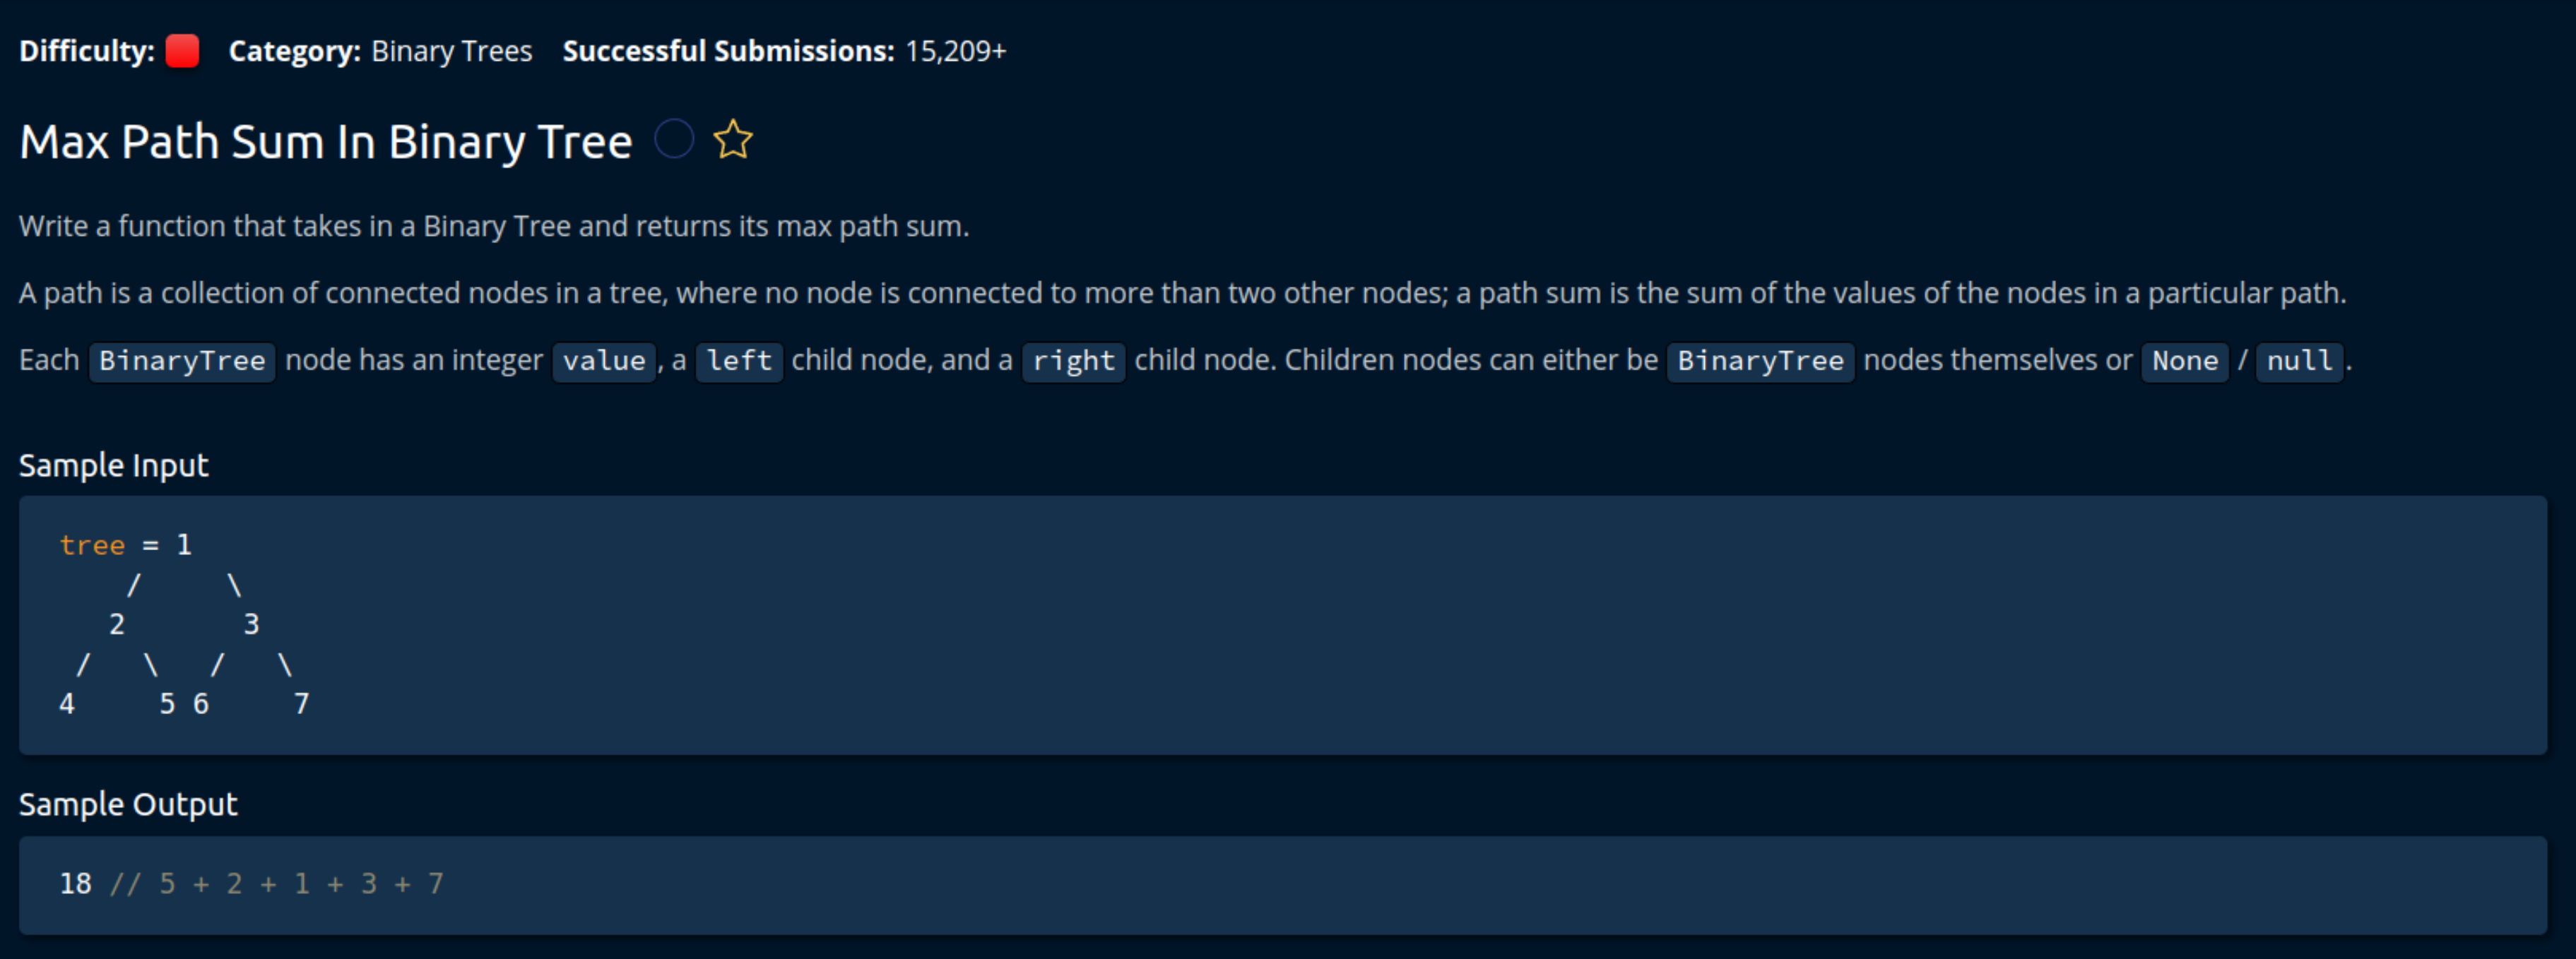 Difficulty: Category: Binary Trees Successful Submissions: 15,209+
Max Path Sum In Binary Tree
Write a function that takes in a Binary Tree and returns its max path sum.
A path is a collection of connected nodes in a tree, where no node is connected to more than two other nodes; a path sum is the sum of the values of the nodes in a particular path.
Each BinaryTree node has an integer value, a left child node, and a right child node. Children nodes can either be BinaryTree nodes themselves or None / null.
Sample Input
tree = 1
/ \
2 3
/ \ / \
4 5 6 7
Sample Output
18 // 5 + 2 + 1 + 3 + 7